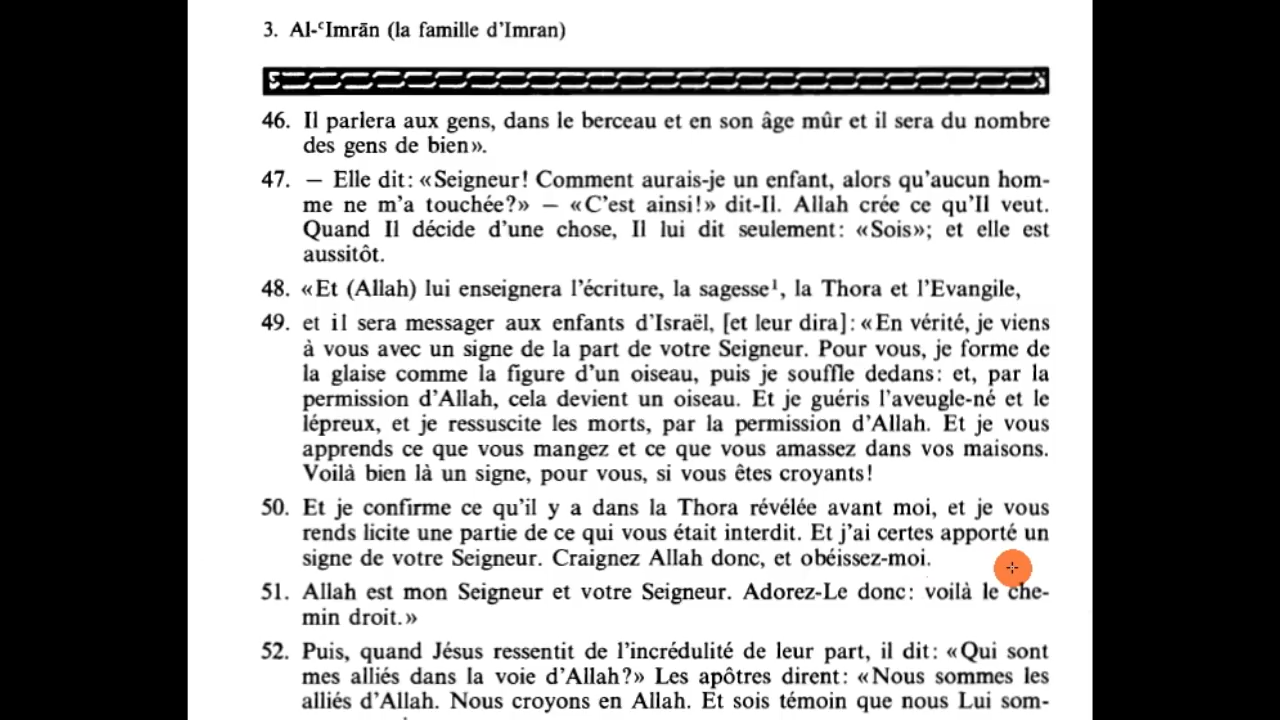 3. Al-ᶜImrān (la famille d'Imran)
46. Il parlera aux gens, dans le berceau et en son âge mûr et il sera du nombre
des gens de bien».
47. — Elle dit: «Seigneur! Comment aurais-je un enfant, alors qu'aucun hom-
me ne m'a touchée?» — «C'est ainsi!» dit-Il. Allah crée ce qu'Il veut.
Quand Il décide d'une chose, Il lui dit seulement: «Sois»; et elle est
aussitôt.
48. «Et (Allah) lui enseignera l'écriture, la sagesse¹, la Thora et l'Evangile,
49. et il sera messager aux enfants d'Israël, [et leur dira]: «En vérité, je viens
à vous avec un signe de la part de votre Seigneur. Pour vous, je forme de
la glaise comme la figure d'un oiseau, puis je souffle dedans: et, par la
permission d'Allah, cela devient un oiseau. Et je guéris l'aveugle-né et le
lépreux, et je ressuscite les morts, par la permission d'Allah. Et je vous
apprends ce que vous mangez et ce que vous amassez dans vos maisons.
Voilà bien là un signe, pour vous, si vous êtes croyants!
50. Et je confirme ce qu'il y a dans la Thora révélée avant moi, et je vous
rends licite une partie de ce qui vous était interdit. Et j'ai certes apporté un
signe de votre Seigneur. Craignez Allah donc, et obéissez-moi.
51. Allah est mon Seigneur et votre Seigneur. Adorez-Le donc: voilà le che-
min droit.»
52. Puis, quand Jésus ressentit de l'incrédulité de leur part, il dit: «Qui sont
mes alliés dans la voie d'Allah?» Les apôtres dirent: «Nous sommes les
alliés d'Allah. Nous croyons en Allah. Et sois témoin que nous Lui som-